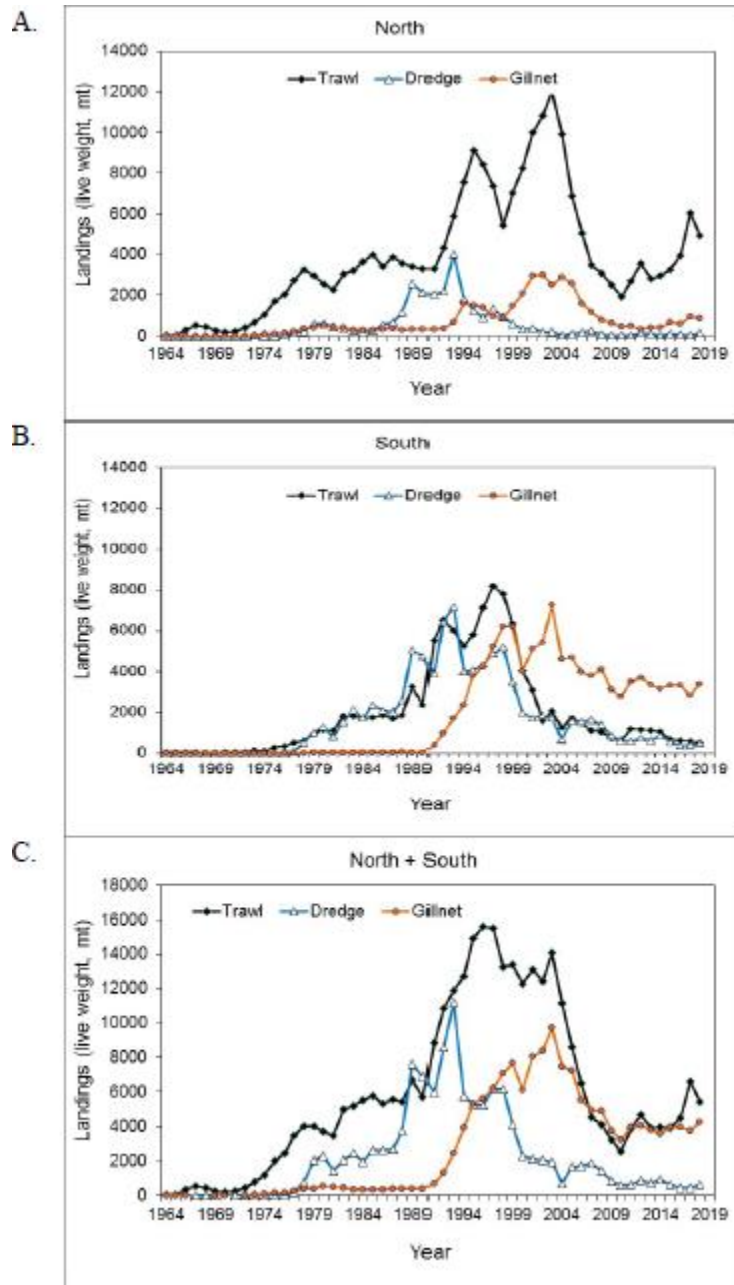 A.
North
Trawl Dredge Gillnet
Landings (live weight, mt)
14000
12000
10000
8000
6000
4000
2000
0
1964 1969 1974 1979 1984 1989 1994 1999 2004 2009 2014 2019
Year
B.
South
Trawl Dredge Gillnet
Landings (live weight, mt)
14000
12000
10000
8000
6000
4000
2000
0
1964 1969 1974 1979 1984 1989 1994 1999 2004 2009 2014 2019
Year
C.
North + South
Trawl Dredge Gillnet
Landings (live weight, mt)
18000
16000
14000
12000
10000
8000
6000
4000
2000
0
1964 1969 1974 1979 1984 1989 1994 1999 2004 2009 2014 2019
Year